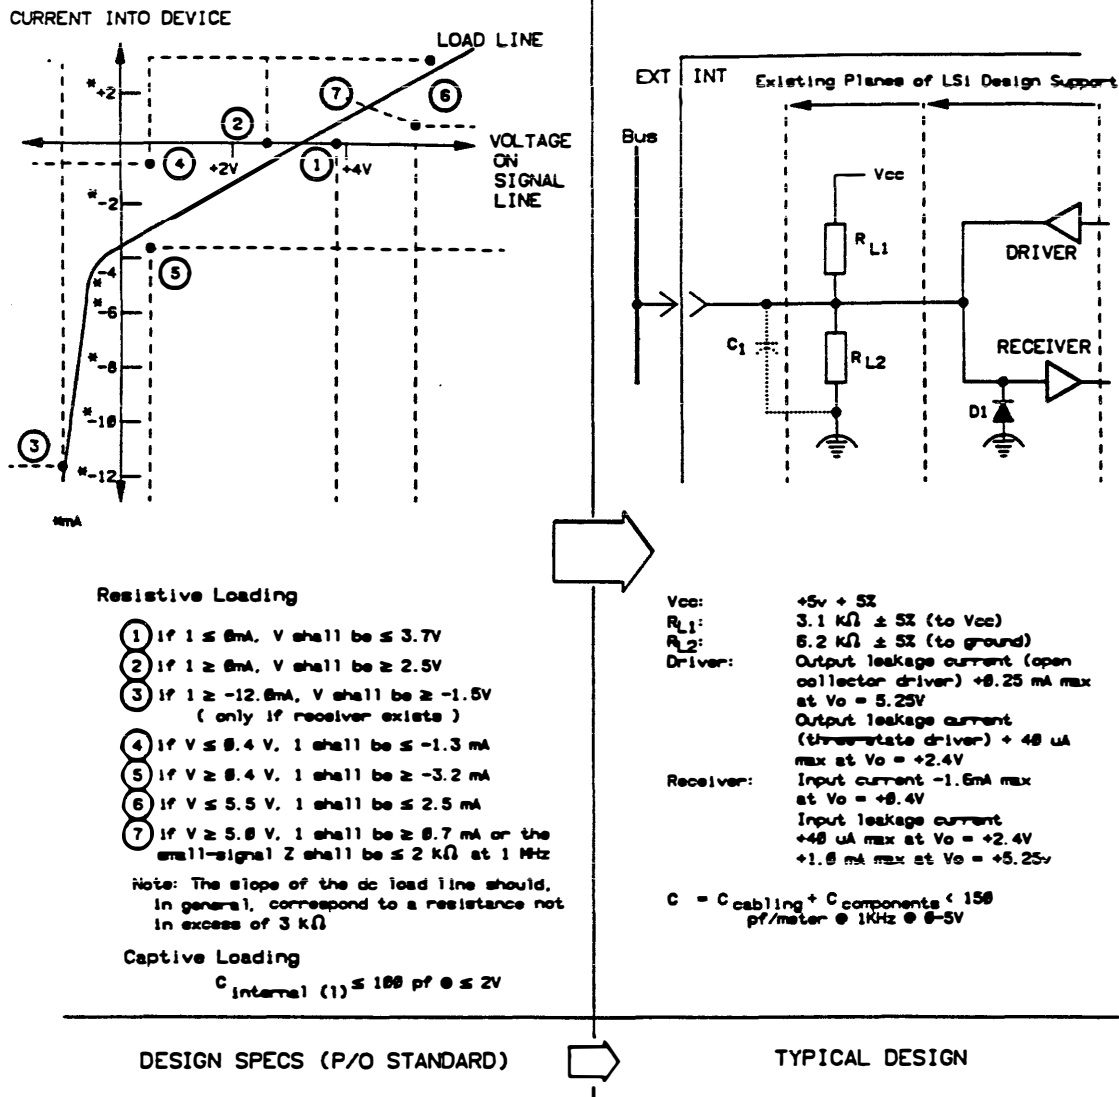 CURRENT INTO DEVICE
LOAD LINE
*
+2
7
6
2
VOLTAGE
ON
SIGNAL
LINE
4
+2V
1
+4V
*
-2
5
*
-4
*
-6
*
-8
*
-10
3
*
-12
*mA
EXT
INT
Existing Planes of LSi Design Support
Bus
Vcc
RL1
DRIVER
C1
RL2
RECEIVER
D1
Resistive Loading
1 if 1 ≤ 0mA, V shall be ≤ 3.7V
2 if 1 ≥ 0mA, V shall be ≥ 2.5V
3 if 1 ≥ -12.0mA, V shall be ≥ -1.5V
( only if receiver exists )
4 if V ≤ 0.4 V, 1 shall be ≤ -1.3 mA
5 if V ≥ 0.4 V, 1 shall be ≥ -3.2 mA
6 if V ≤ 5.5 V, 1 shall be ≤ 2.5 mA
7 if V ≥ 5.0 V, 1 shall be ≥ 0.7 mA or the
small-signal Z shall be ≤ 2 kΩ at 1 MHz
Note: The slope of the dc load line should,
in general, correspond to a resistance not
in excess of 3 kΩ
Captive Loading
C internal (1) ≤ 100 pf @ ≤ 2V
Vcc: +5v + 5%
RL1: 3.1 KΩ ± 5% (to Vcc)
RL2: 6.2 KΩ ± 5% (to ground)
Driver: Output leakage current (open
collector driver) +0.25 mA max
at Vo = 5.25V
Output leakage current
(three-state driver) + 40 uA
max at Vo = +2.4V
Receiver: Input current -1.6mA max
at Vo = +0.4V
Input leakage current
+40 uA max at Vo = +2.4V
+1.0 mA max at Vo = +5.25v
C = C cabling + C components < 150
pf/meter @ 1KHz @ 0-5V
DESIGN SPECS (P/O STANDARD)
TYPICAL DESIGN